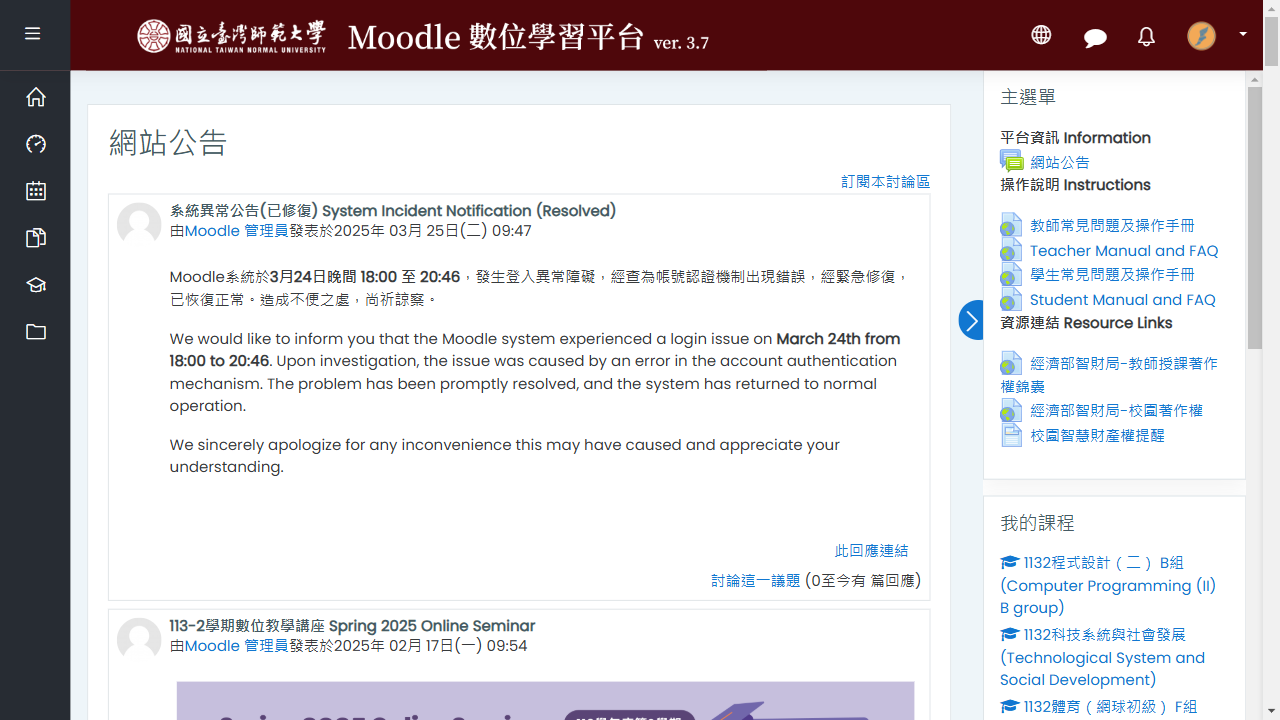 國立臺灣師範大學
NATIONAL TAIWAN NORMAL UNIVERSITY
Moodle 數位學習平台 ver. 3.7
網站公告
訂閱本討論區
系統異常公告(已修復) System Incident Notification (Resolved)
由Moodle 管理員發表於2025年 03月 25日(二) 09:47
Moodle系統於3月24日晚間 18:00 至 20:46，發生登入異常障礙，經查為帳號認證機制出現錯誤，經緊急修復，
已恢復正常。造成不便之處，尚祈諒察。
We would like to inform you that the Moodle system experienced a login issue on March 24th from
18:00 to 20:46. Upon investigation, the issue was caused by an error in the account authentication
mechanism. The problem has been promptly resolved, and the system has returned to normal
operation.
We sincerely apologize for any inconvenience this may have caused and appreciate your
understanding.
此回應連結
討論這一議題 (0至今有 篇回應)
113-2學期數位教學講座 Spring 2025 Online Seminar
由Moodle 管理員發表於2025年 02月 17日(一) 09:54
主選單
平台資訊 Information
網站公告
操作說明 Instructions
教師常見問題及操作手冊
Teacher Manual and FAQ
學生常見問題及操作手冊
Student Manual and FAQ
資源連結 Resource Links
經濟部智財局-教師授課著作
權錦囊
經濟部智財局-校園著作權
校園智慧財產權提醒
我的課程
1132程式設計（二） B組
(Computer Programming (II)
B group)
1132科技系統與社會發展
(Technological System and
Social Development)
1132體育（網球初級） F組